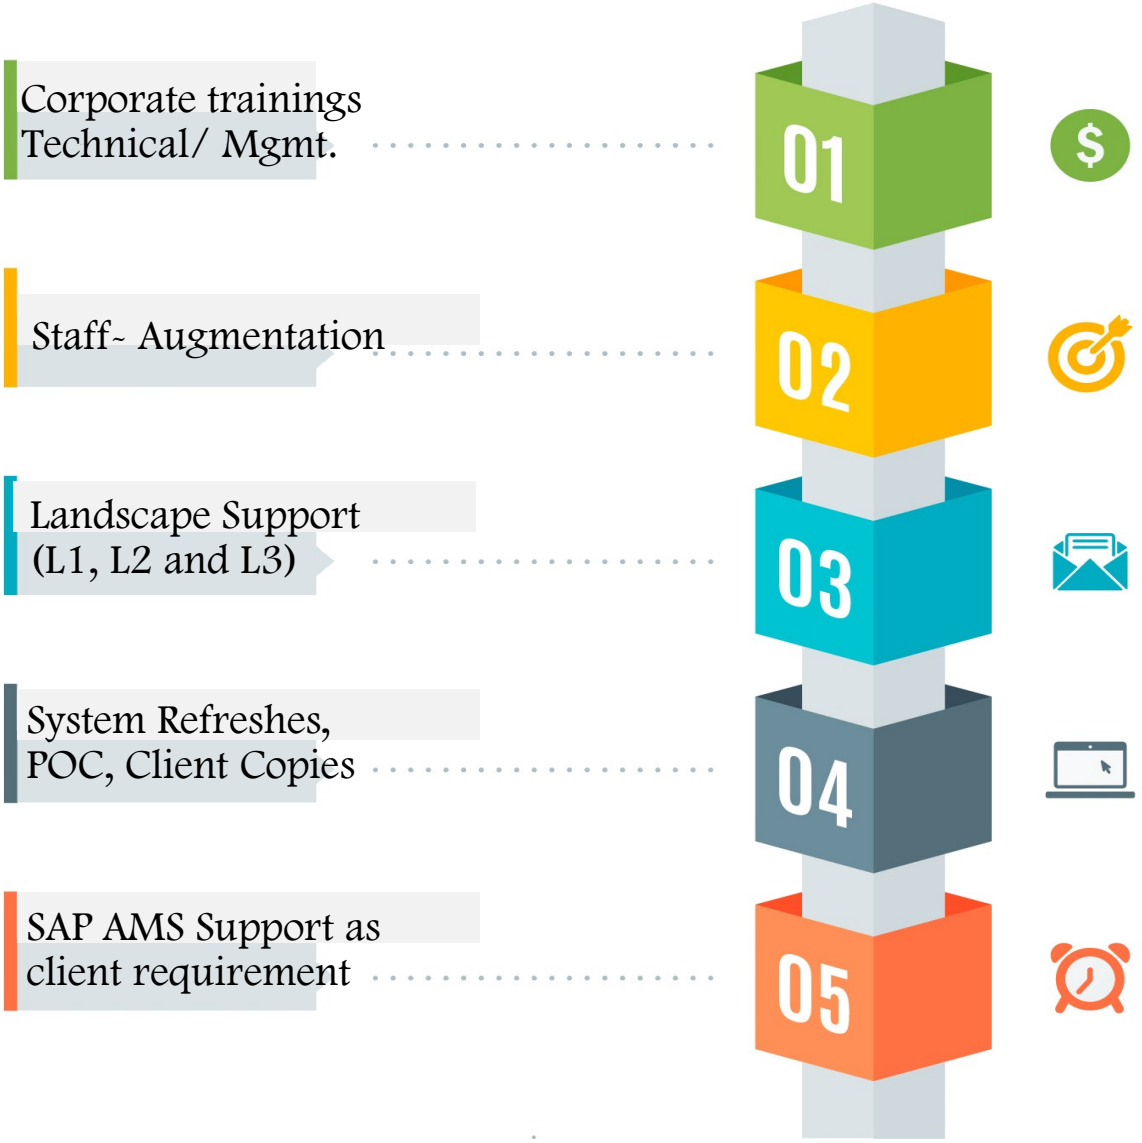 Corporate trainings
Technical/ Mgmt.
01
$
Staff- Augmentation
02
Landscape Support
(L1, L2 and L3)
03
System Refreshes,
POC, Client Copies
04
SAP AMS Support as
client requirement
05